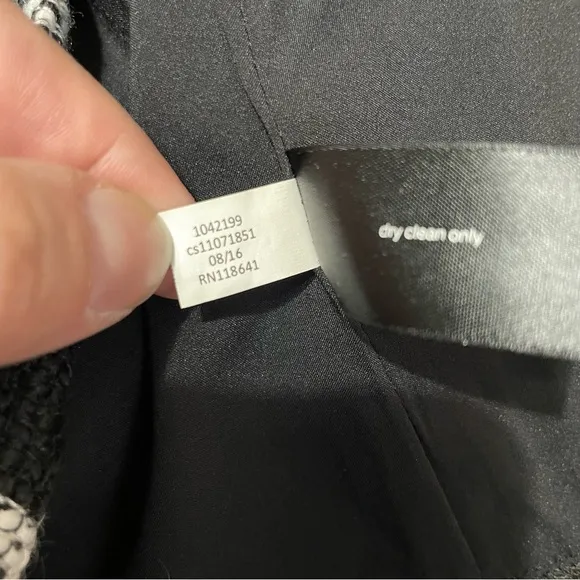 1042199
cs11071851
08/16
RN118641
dry clean only